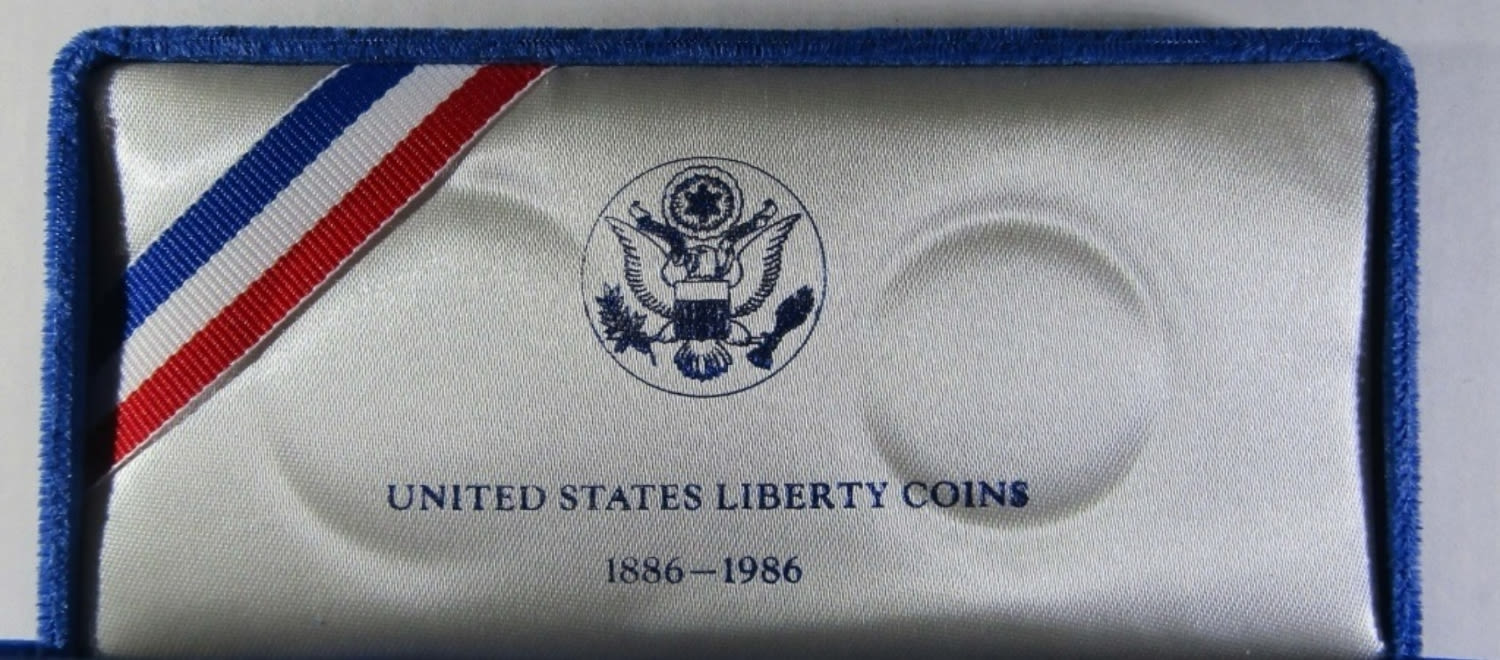 UNITED STATES LIBERTY COINS
1886–1986